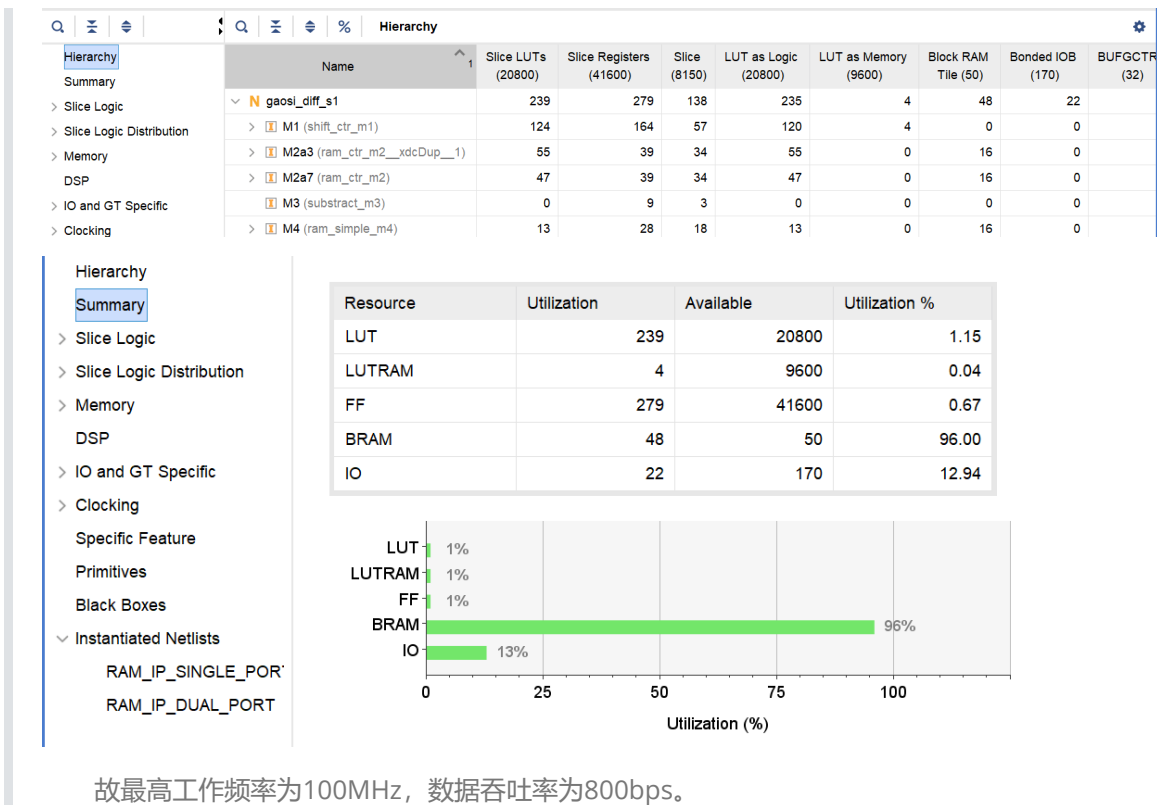 Hierarchy
Hierarchy
Summary
Slice Logic
Slice Logic Distribution
Memory
DSP
IO and GT Specific
Clocking
Name 1 Slice LUTs (20800) Slice Registers (41600) Slice (8150) LUT as Logic (20800) LUT as Memory (9600) Block RAM Tile (50) Bonded IOB (170) BUFGCTR (32)
N gaosi_diff_s1 239 279 138 235 4 48 22
M1 (shift_ctr_m1) 124 164 57 120 4 0 0
M2a3 (ram_ctr_m2__xdcDup__1) 55 39 34 55 0 16 0
M2a7 (ram_ctr_m2) 47 39 34 47 0 16 0
M3 (substract_m3) 0 9 3 0 0 0 0
M4 (ram_simple_m4) 13 28 18 13 0 16 0
Hierarchy
Summary
Slice Logic
Slice Logic Distribution
Memory
DSP
IO and GT Specific
Clocking
Specific Feature
Primitives
Black Boxes
Instantiated Netlists
RAM_IP_SINGLE_POR
RAM_IP_DUAL_PORT
Resource Utilization Available Utilization %
LUT 239 20800 1.15
LUTRAM 4 9600 0.04
FF 279 41600 0.67
BRAM 48 50 96.00
IO 22 170 12.94
LUT 1%
LUTRAM 1%
FF 1%
BRAM 96%
IO 13%
0 25 50 75 100
Utilization (%)
故最高工作频率为100MHz，数据吞吐率为800bps。